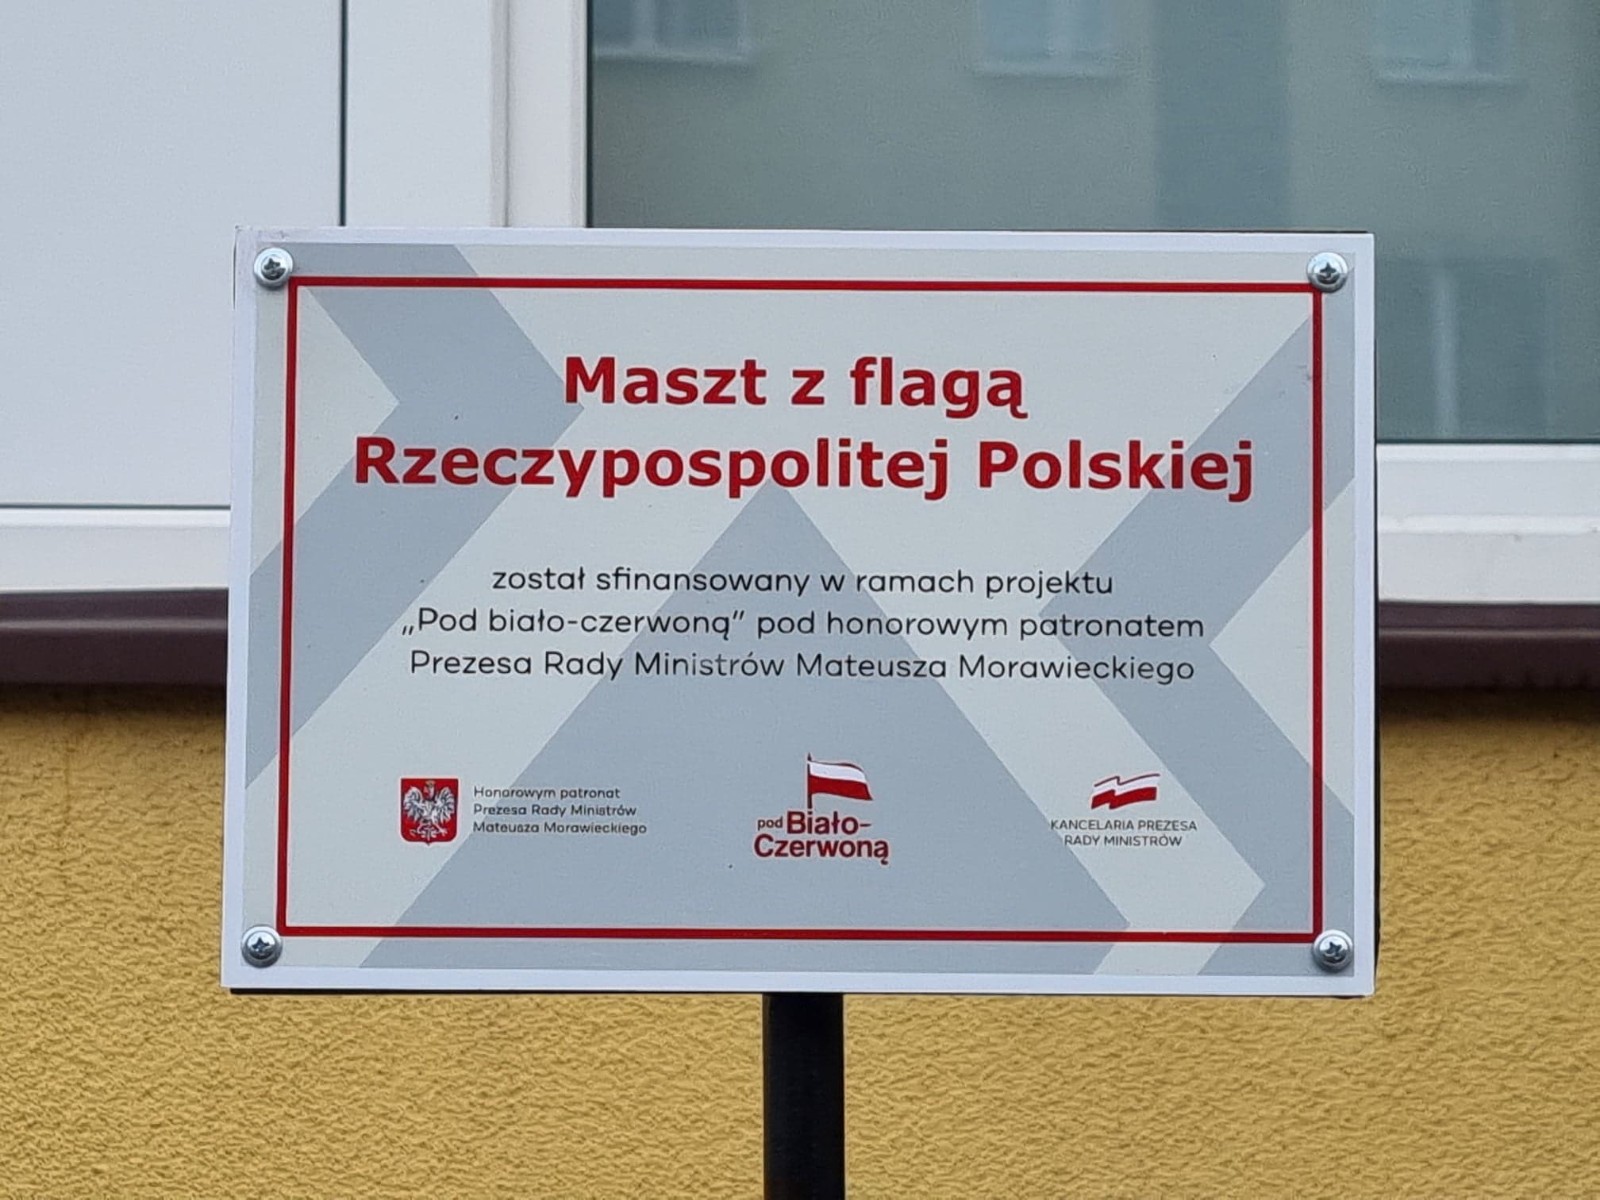 Maszt z flagą
Rzeczypospolitej Polskiej
został sfinansowany w ramach projektu
„Pod biało-czerwoną” pod honorowym patronatem
Prezesa Rady Ministrów Mateusza Morawieckiego
Honorowym patronat
Prezesa Rady Ministrów
Mateusza Morawieckiego
pod Biało-
Czerwoną
KANCELARIA PREZESA
RADY MINISTRÓW